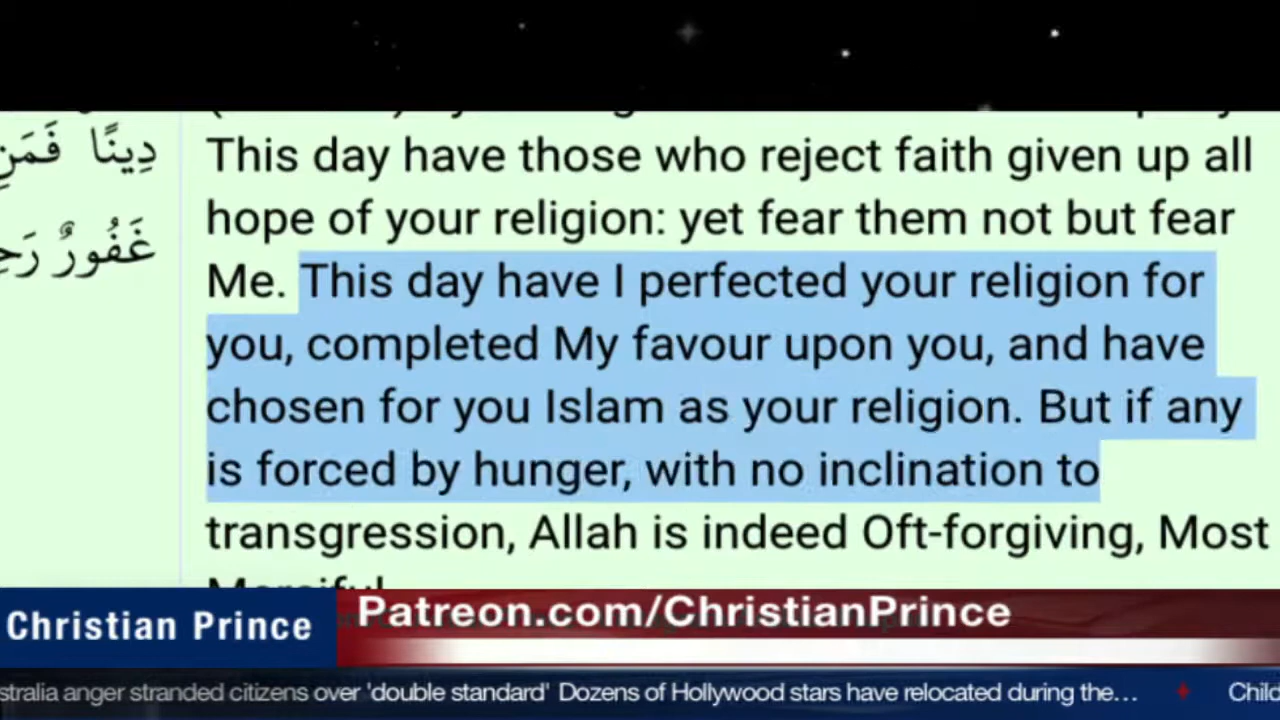 دِينًا فَمَنِ
غَفُورٌ
This day have those who reject faith given up all
hope of your religion: yet fear them not but fear
Me. This day have I perfected your religion for
you, completed My favour upon you, and have
chosen for you Islam as your religion. But if any
is forced by hunger, with no inclination to
transgression, Allah is indeed Oft-forgiving, Most
Merciful
Christian Prince
Patreon.com/ChristianPrince
stralia anger stranded citizens over 'double standard' Dozens of Hollywood stars have relocated during the... Child